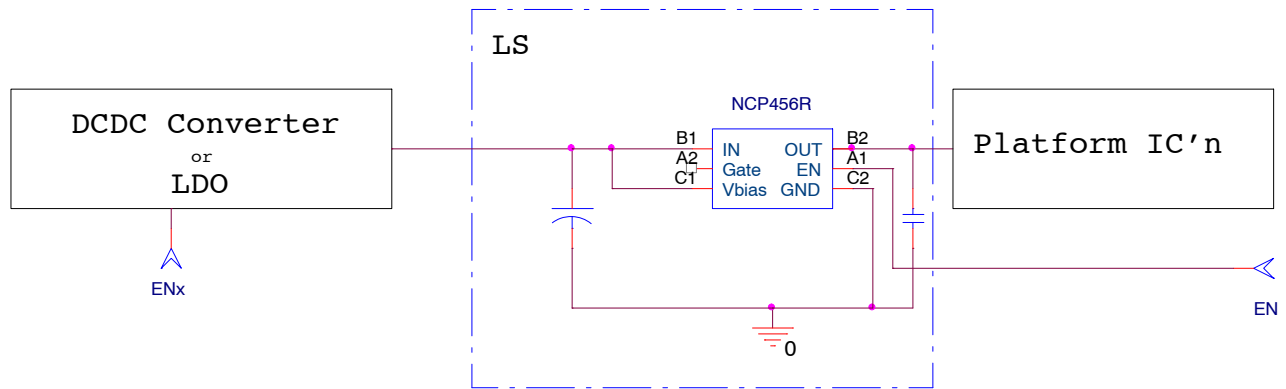 LS
NCP456R
DCDC Converter
or
LDO
ENx
B1
A2
C1
IN
Gate
Vbias
OUT
EN
GND
B2
A1
C2
Platform IC'n
EN
0